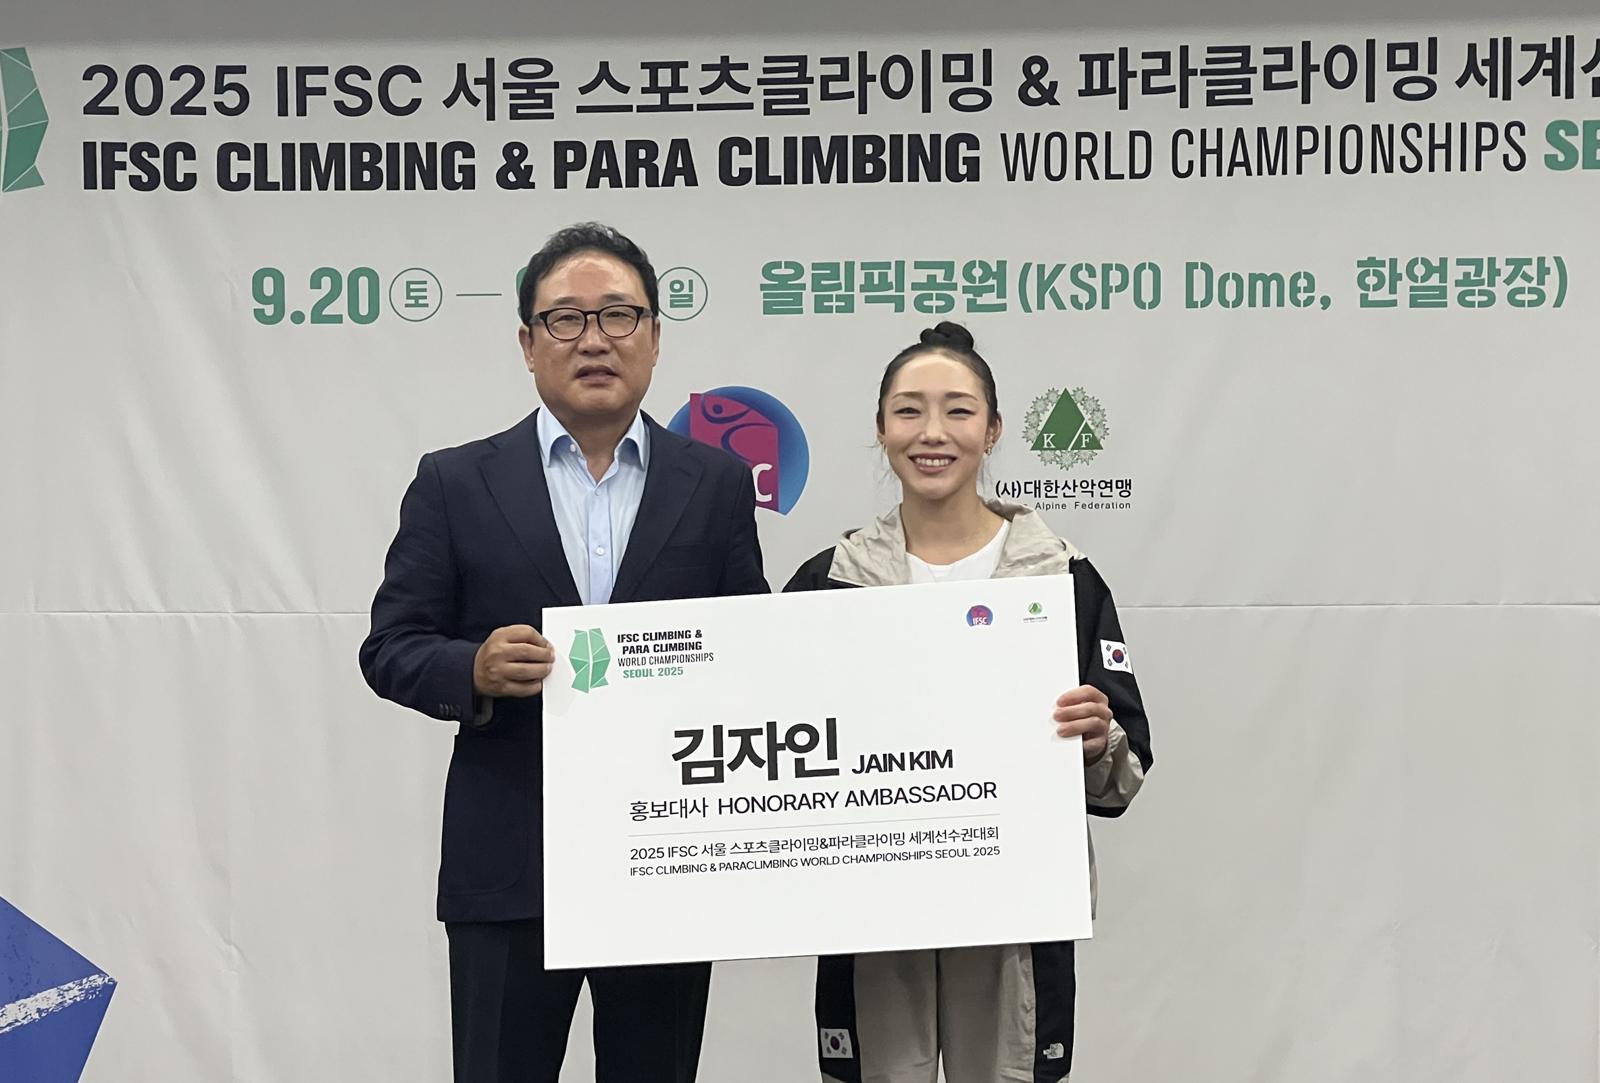 2025 IFSC 서울 스포츠클라이밍 & 파라클라이밍 세계선
IFSC CLIMBING & PARA CLIMBING WORLD CHAMPIONSHIPS SE
9.20 토 — 일 올림픽공원(KSPO Dome, 한얼광장)
C
K F
(사)대한산악연맹
Alpine Federation
IFSC CLIMBING &
PARA CLIMBING
WORLD CHAMPIONSHIPS
SEOUL 2025
IFSC
김자인 JAIN KIM
홍보대사 HONORARY AMBASSADOR
2025 IFSC 서울 스포츠클라이밍&파라클라이밍 세계선수권대회
IFSC CLIMBING & PARACLIMBING WORLD CHAMPIONSHIPS SEOUL 2025